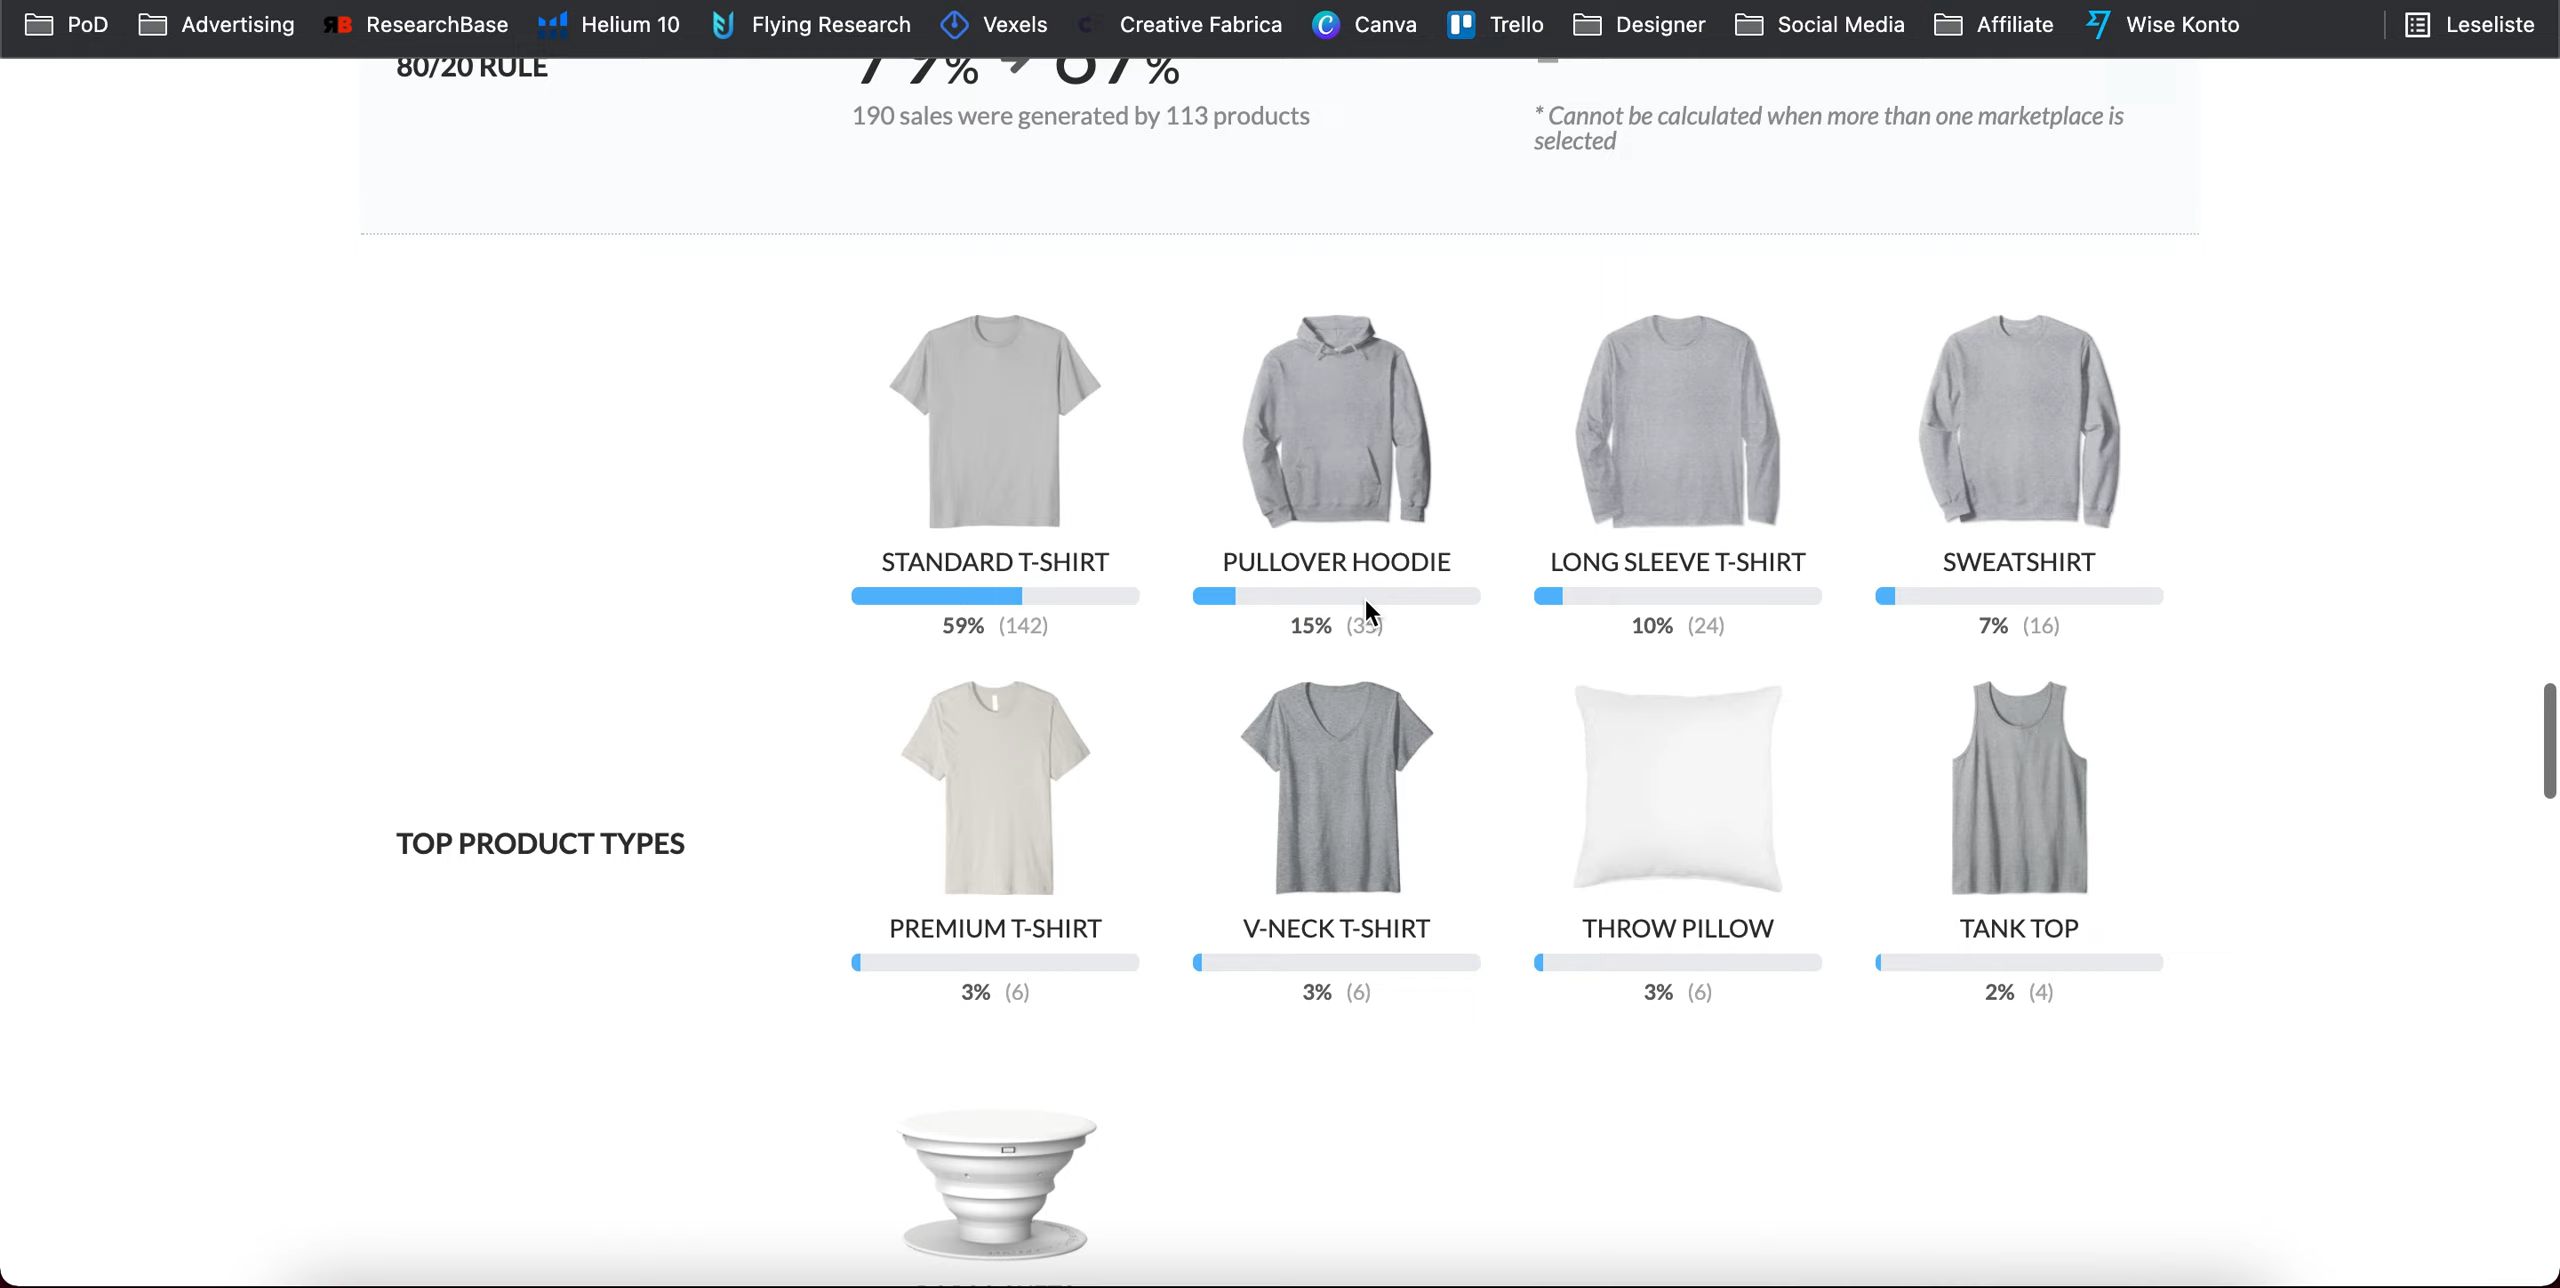 PoD
Advertising
ResearchBase
Helium 10
Flying Research
Vexels
Creative Fabrica
Canva
Trello
Designer
Social Media
Affiliate
Wise Konto
Leseliste
80/20 RULE
190 sales were generated by 113 products
* Cannot be calculated when more than one marketplace is
selected
STANDARD T-SHIRT
59% (142)
PULLOVER HOODIE
15%
LONG SLEEVE T-SHIRT
10% (24)
SWEATSHIRT
7% (16)
TOP PRODUCT TYPES
PREMIUM T-SHIRT
3% (6)
V-NECK T-SHIRT
3% (6)
THROW PILLOW
3% (6)
TANK TOP
2% (4)